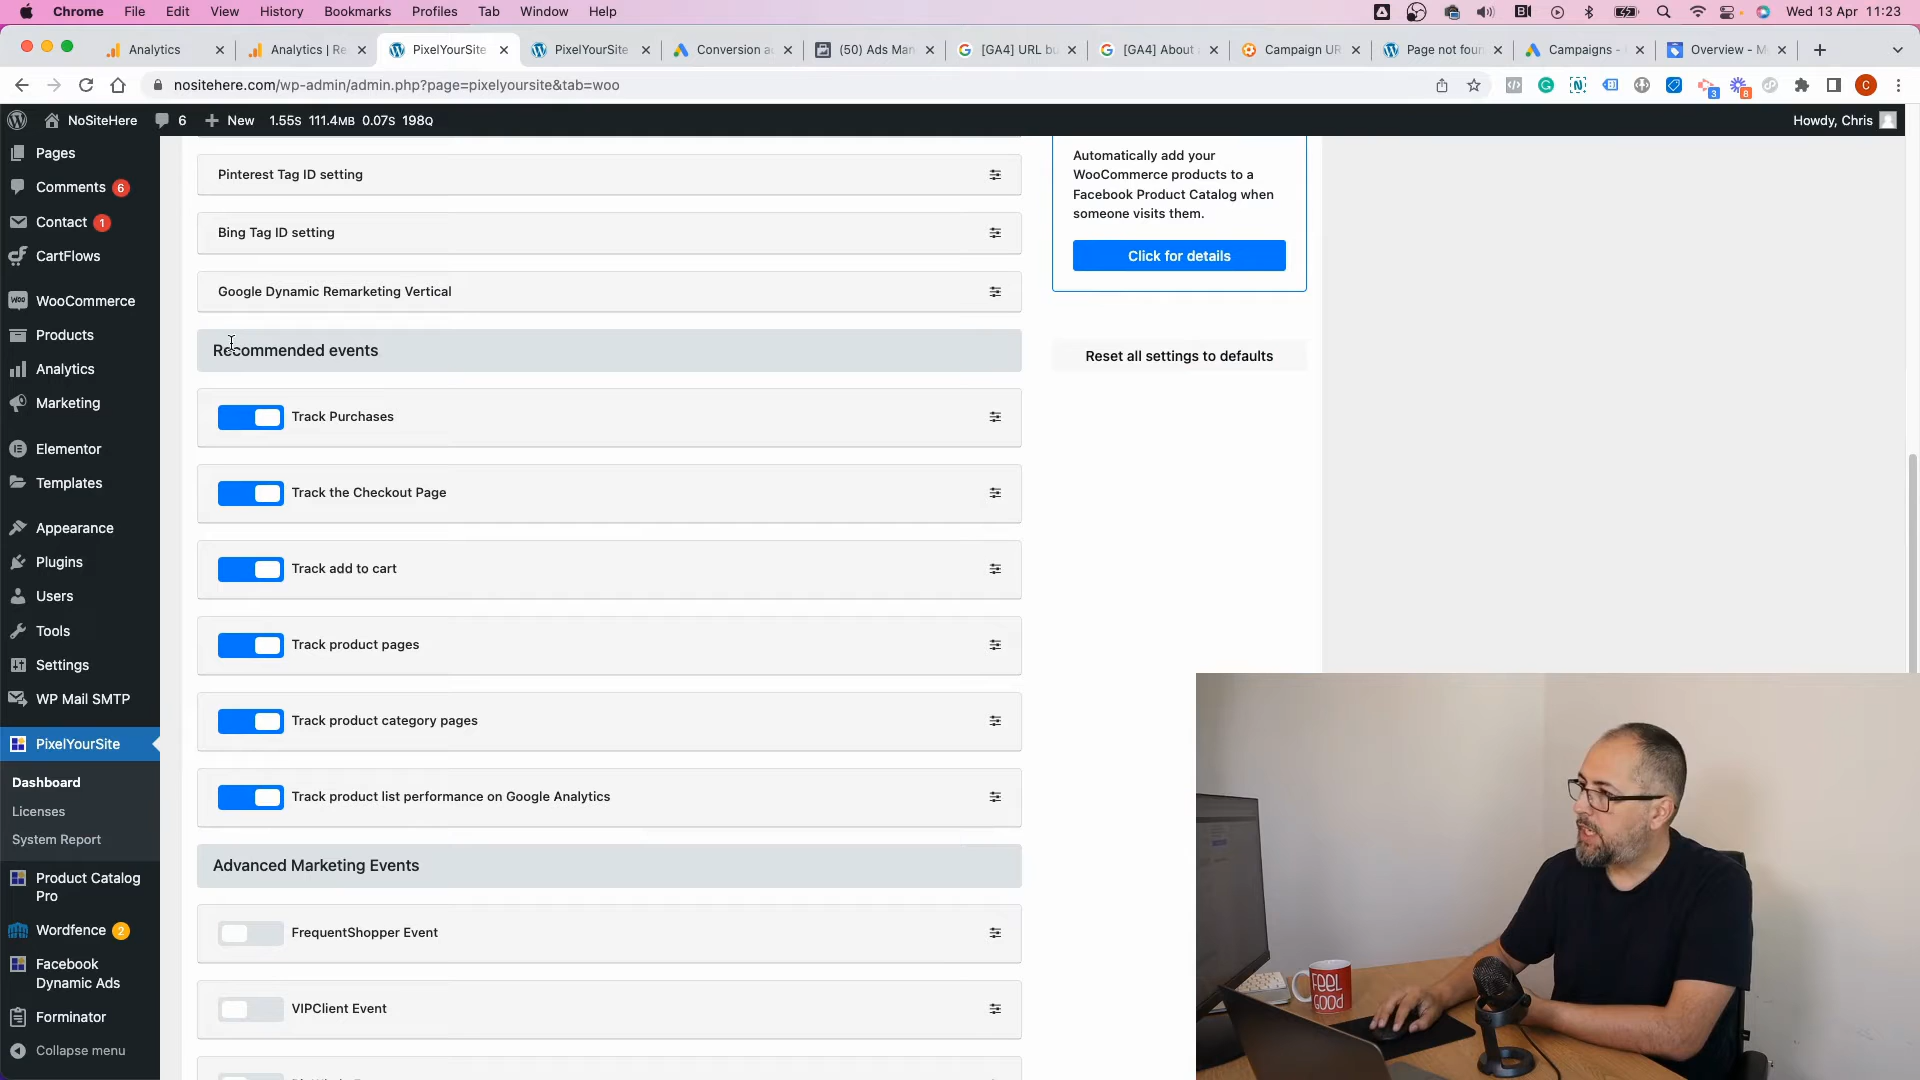 Chrome File Edit View History Bookmarks Profiles Tab Window Help Wed 13 Apr 11:23
Analytics Analytics | Re PixelYourSite PixelYourSite Conversion a (50) Ads Man [GA4] URL bu [GA4] About Campaign UR Page not foun Campaigns - Overview - M
nositehere.com/wp-admin/admin.php?page=pixelyoursite&tab=woo 3 8 C
NoSiteHere 6 New 1.55S 111.4MB 0.07S 198Q Howdy, Chris
Pages
Comments 6
Contact 1
CartFlows
WOO WooCommerce
Products
Analytics
Marketing
Elementor
Templates
Appearance
Plugins
Users
Tools
Settings
WP Mail SMTP
PixelYourSite
Dashboard
Licenses
System Report
Product Catalog
Pro
Wordfence 2
Facebook
Dynamic Ads
Forminator
Collapse menu
Pinterest Tag ID setting
Bing Tag ID setting
Google Dynamic Remarketing Vertical
Recommended events
Track Purchases
Track the Checkout Page
Track add to cart
Track product pages
Track product category pages
Track product list performance on Google Analytics
Advanced Marketing Events
FrequentShopper Event
VIPClient Event
Automatically add your
WooCommerce products to a
Facebook Product Catalog when
someone visits them.
Click for details
Reset all settings to defaults
FEEL
GOOD